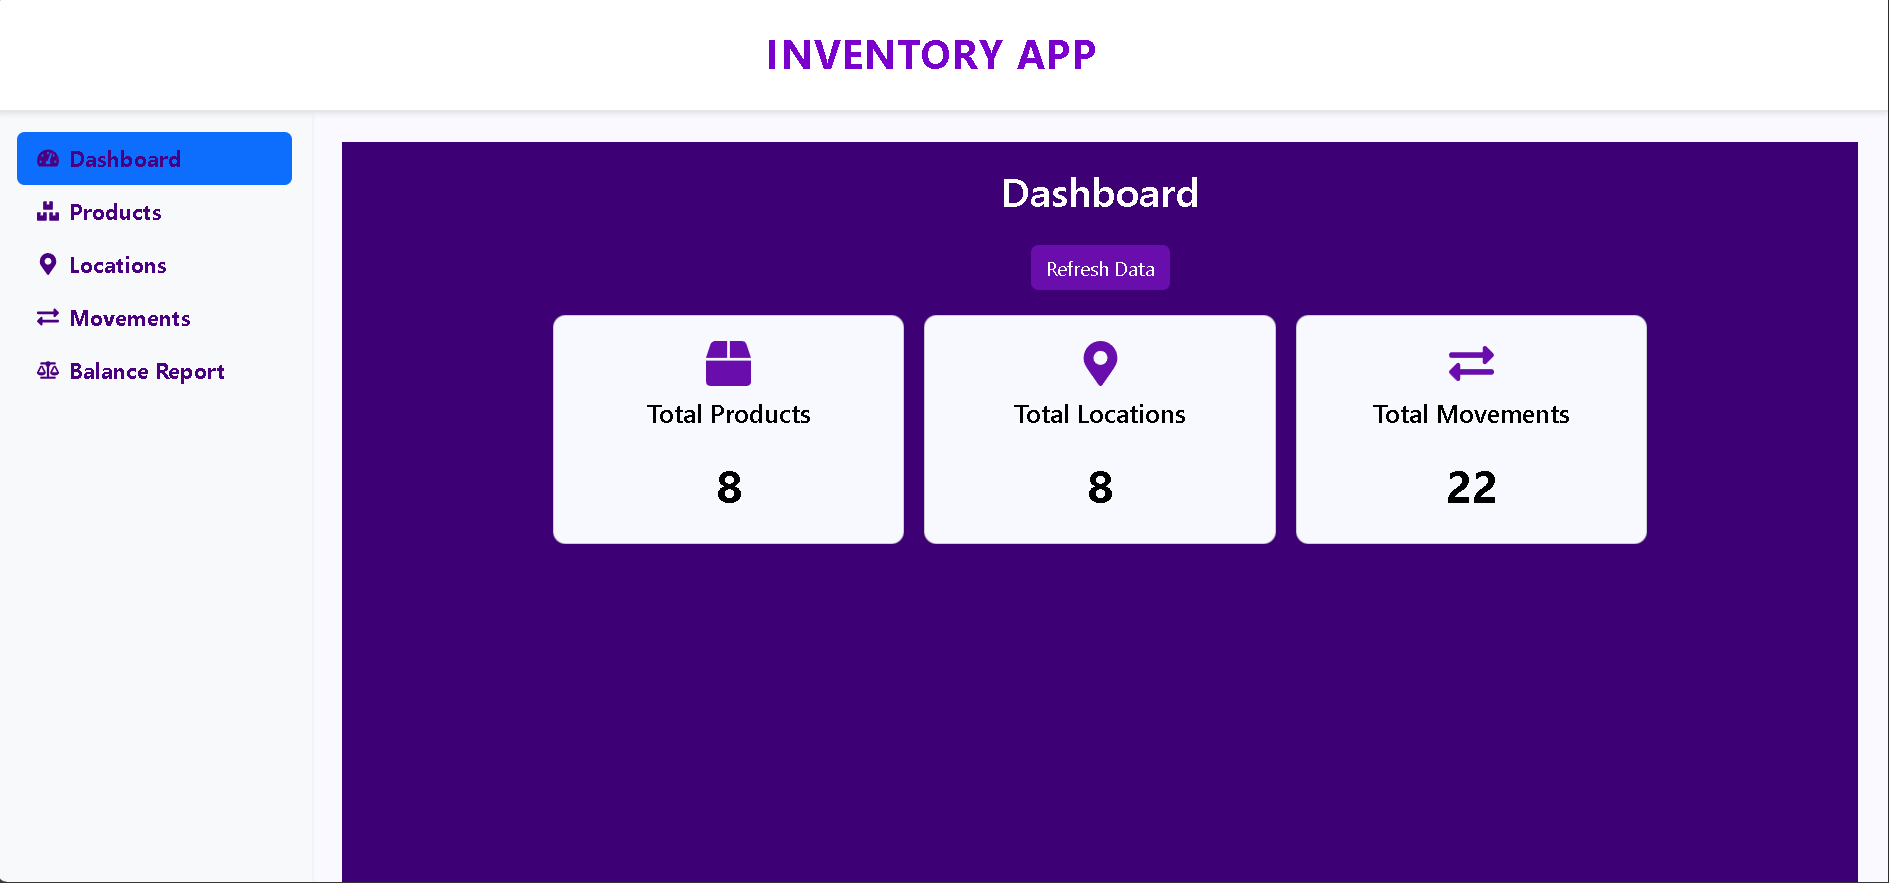 INVENTORY APP
Dashboard
Products
Locations
Movements
Balance Report
Dashboard
Refresh Data
Total Products
8
Total Locations
8
Total Movements
22